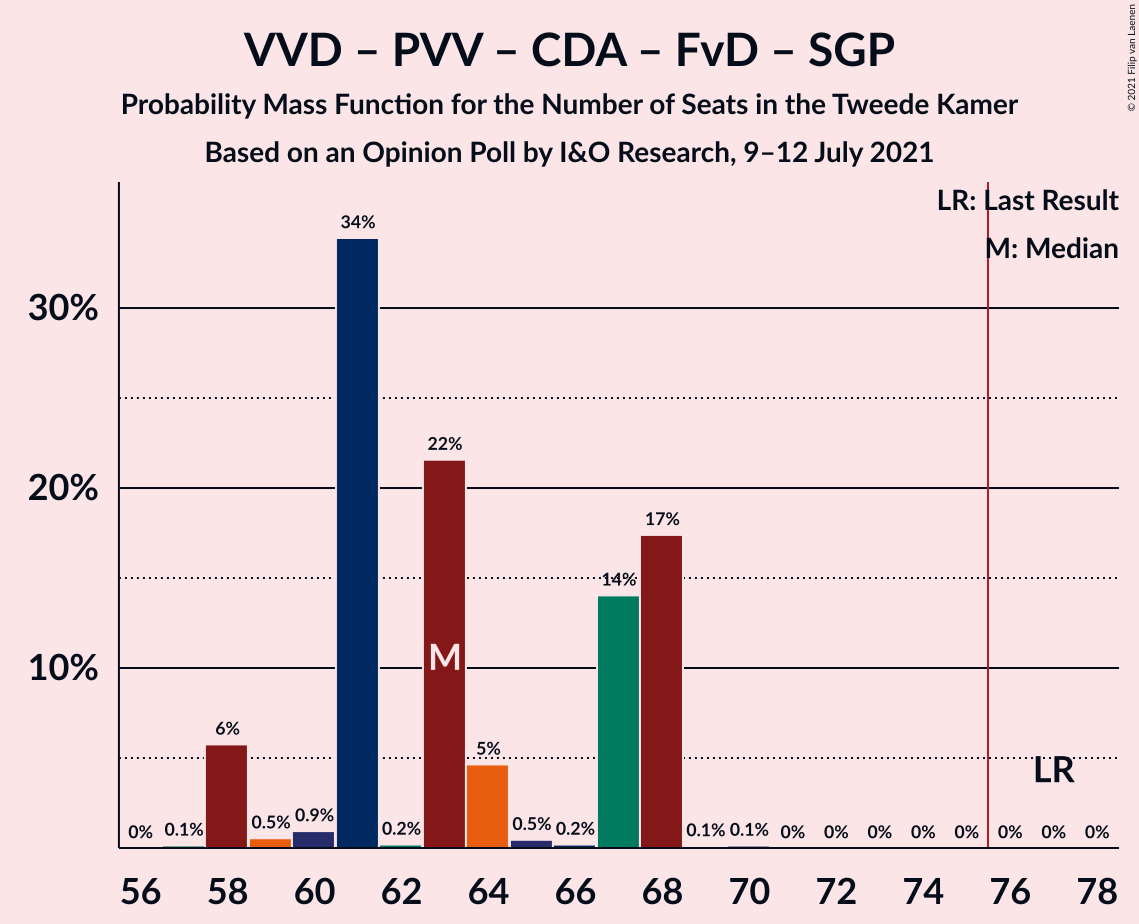 VVD – PVV – CDA – FvD – SGP
Probability Mass Function for the Number of Seats in the Tweede Kamer
Based on an Opinion Poll by I&O Research, 9–12 July 2021
© 2021 Filip van Laenen
LR: Last Result
M: Median
30%
20%
10%
0% 0.1% 6% 0.5% 0.9% 34% 0.2% 22% 5% 0.5% 0.2% 14% 17% 0.1% 0.1% 0% 0% 0% 0% 0% 0% 0% 0%
M
LR
56 58 60 62 64 66 68 70 72 74 76 78